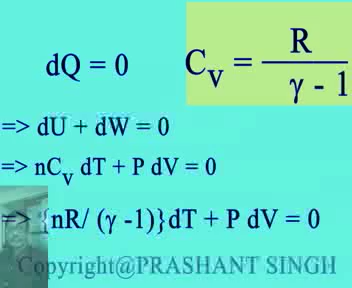 dQ = 0
C_v = R / γ - 1
=> dU + dW = 0
=> nC_v dT + P dV = 0
=> {nR/ (γ -1)}dT + P dV = 0
Copyright@PRASHANT SINGH